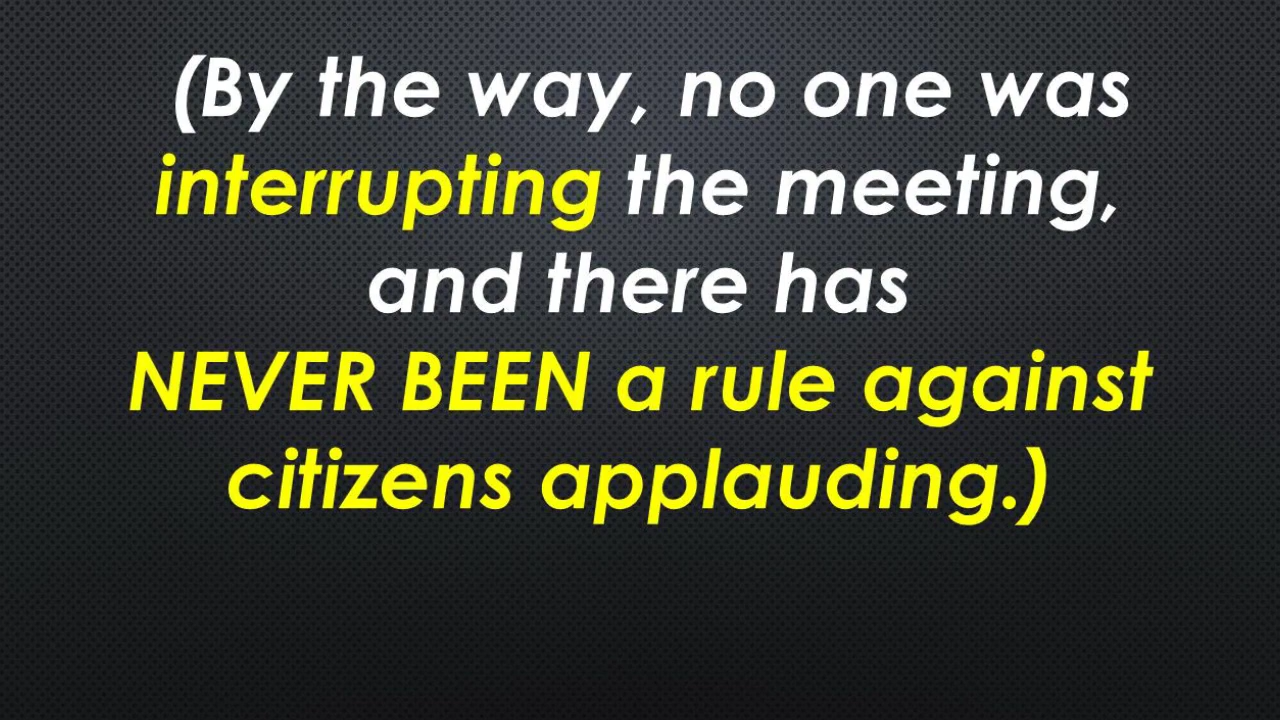 (By the way, no one was
interrupting the meeting,
and there has
NEVER BEEN a rule against
citizens applauding.)